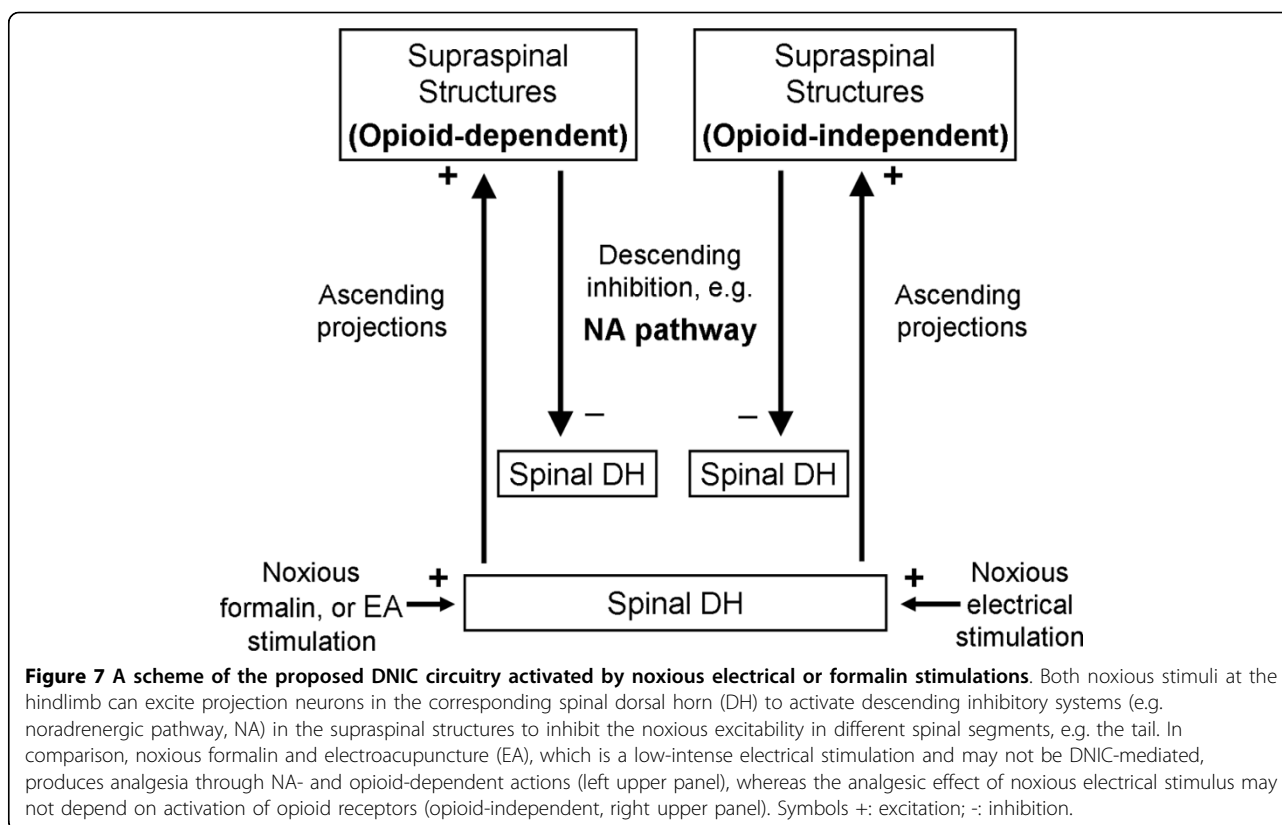 Supraspinal
Structures
(Opioid-dependent)
Supraspinal
Structures
(Opioid-independent)
+
+
Ascending
projections
Descending
inhibition, e.g.
NA pathway
Ascending
projections
–
–
Spinal DH
Spinal DH
Noxious
formalin, or EA
stimulation
+
Spinal DH
+
Noxious
electrical
stimulation
Figure 7 A scheme of the proposed DNIC circuitry activated by noxious electrical or formalin stimulations. Both noxious stimuli at the
hindlimb can excite projection neurons in the corresponding spinal dorsal horn (DH) to activate descending inhibitory systems (e.g.
noradrenergic pathway, NA) in the supraspinal structures to inhibit the noxious excitability in different spinal segments, e.g. the tail. In
comparison, noxious formalin and electroacupuncture (EA), which is a low-intense electrical stimulation and may not be DNIC-mediated,
produces analgesia through NA- and opioid-dependent actions (left upper panel), whereas the analgesic effect of noxious electrical stimulus may
not depend on activation of opioid receptors (opioid-independent, right upper panel). Symbols +: excitation; -: inhibition.